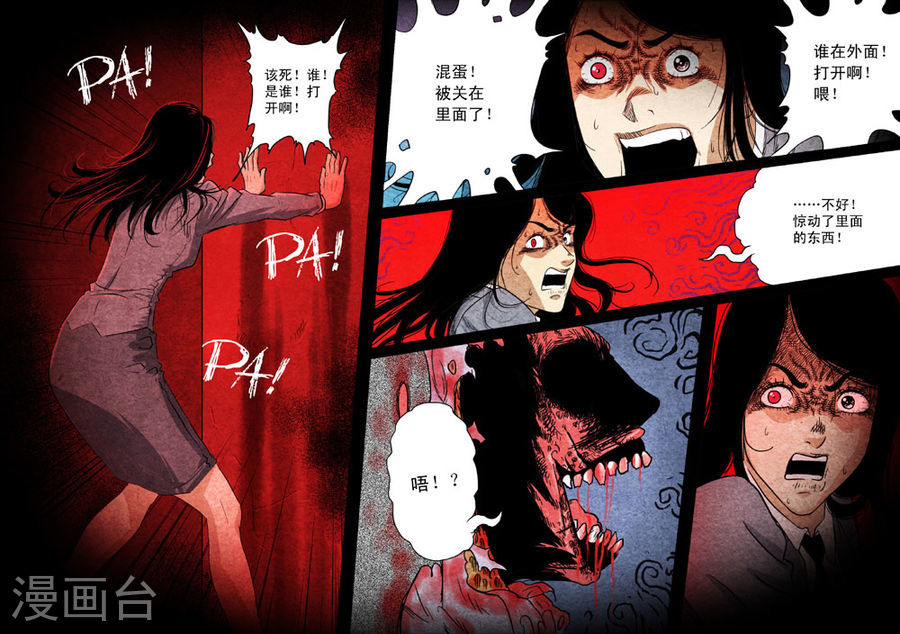 PA!
该死！谁！
是谁！打
开啊！
PA!
PA!
混蛋！
被关在
里面了！
谁在外面！
打开啊！
喂！
……不好！
惊动了里面
的东西！
唔！？
漫画台